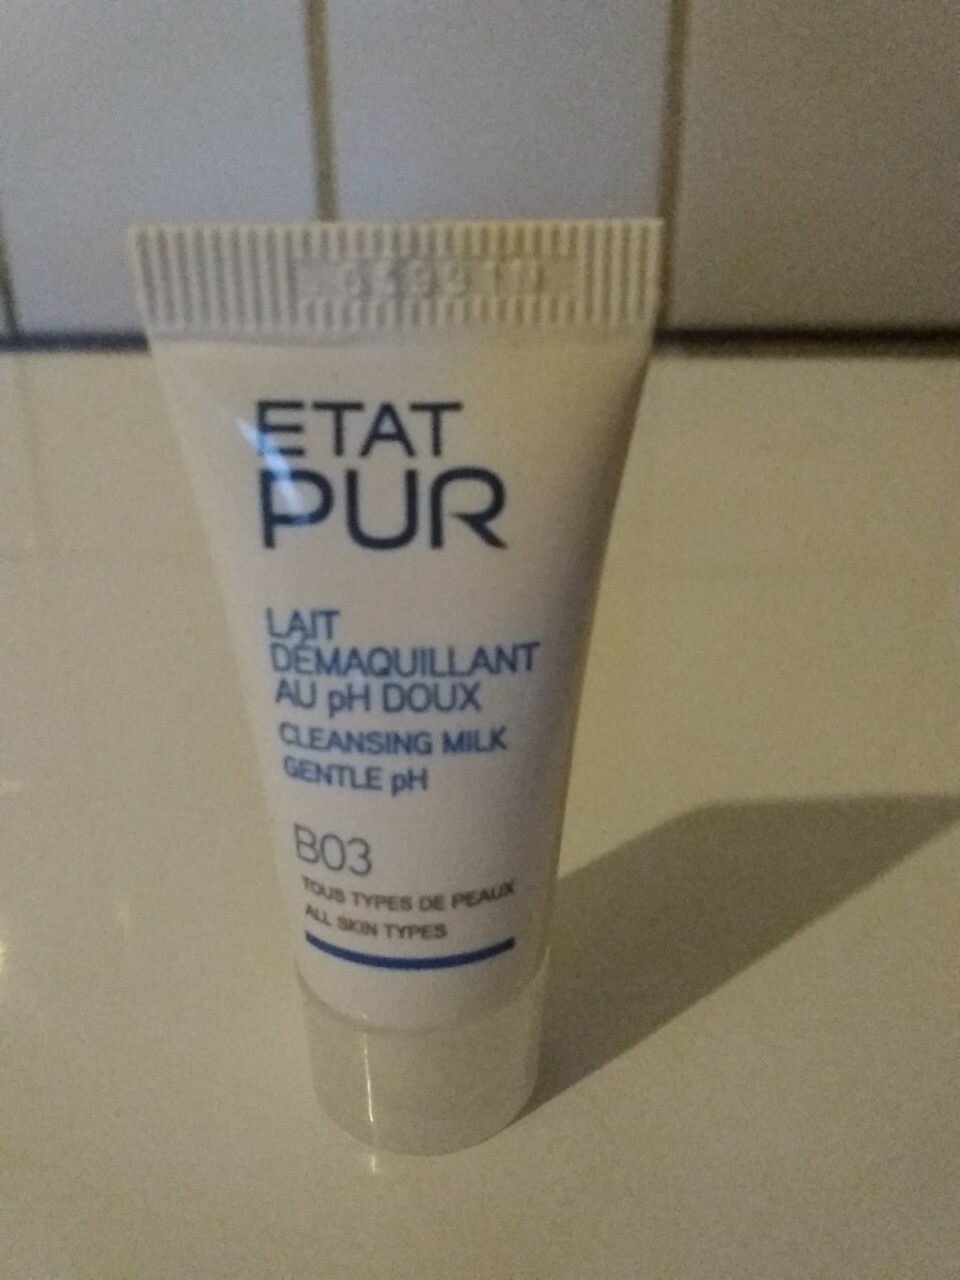 ETAT
PUR
LAIT
DÉMAQUILLANT
AU pH DOUX
CLEANSING MILK
GENTLE pH
B03
TOUS TYPES DE PEAUX
ALL SKIN TYPES